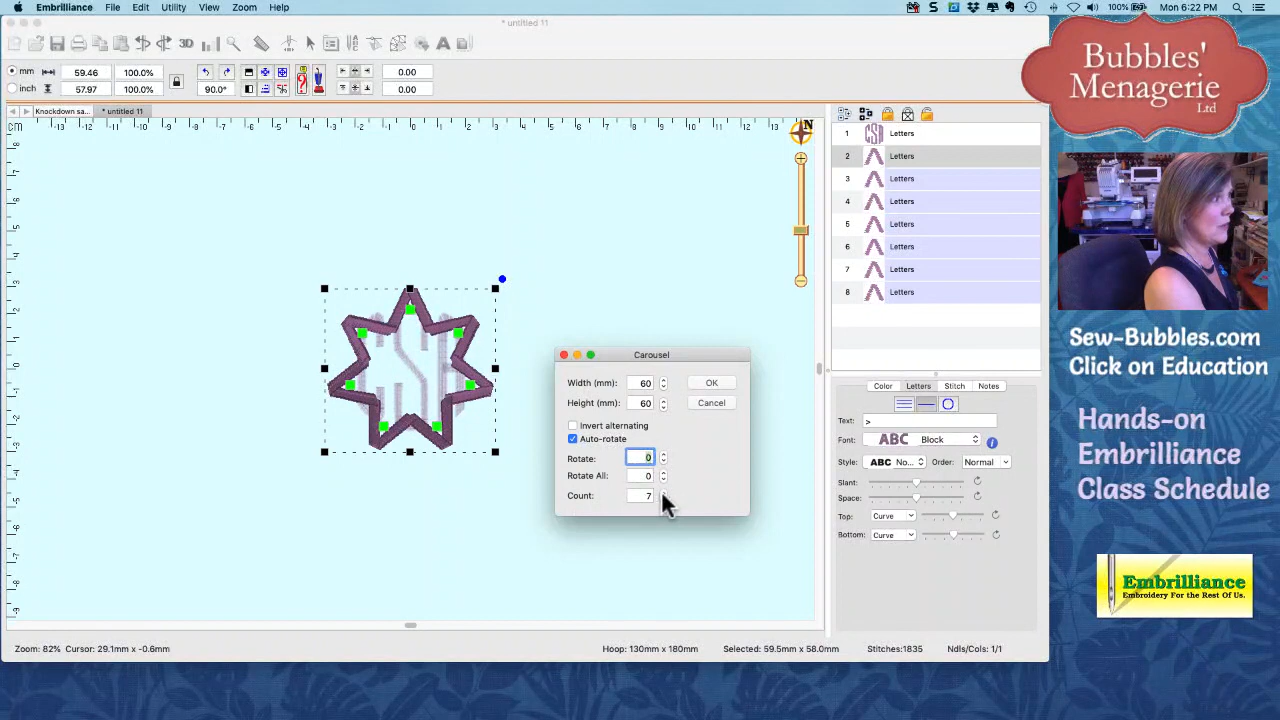 Embrilliance File Edit Utility View Zoom Help
100% Mon 6:22 PM
* untitled 11
3D
mm 59.46 100.0% 0.00
inch 57.97 100.0% 90.0° 0.00
Knockdown sa... * untitled 11
N
1 Letters
2 Letters
3 Letters
4 Letters
5 Letters
6 Letters
7 Letters
8 Letters
Carousel
Width (mm): 60 OK
Height (mm): 60 Cancel
Invert alternating
Auto-rotate
Rotate: 0
Rotate All: 0
Count: 7
Color Letters Stitch Notes
Text: >
Font: ABC Block
Style: ABC No... Order: Normal
Slant:
Space:
Top: Curve
Bottom: Curve
Zoom: 82% Cursor: 29.1mm x -0.6mm Hoop: 130mm x 180mm Selected: 59.5mm x 58.0mm Stitches:1835 Ndls/Cols: 1/1
Bubbles'
Menagerie
Ltd
Sew-Bubbles.com
Click on Education
Hands-on
Embrilliance
Class Schedule
Embrilliance
Embroidery For the Rest Of Us.